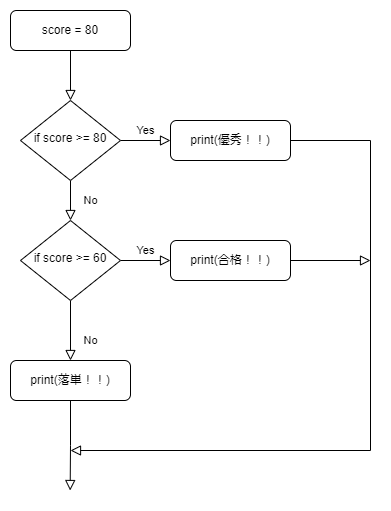 score = 80
if score >= 80
Yes
print(優秀！！)
No
if score >= 60
Yes
print(合格！！)
No
print(落単！！)